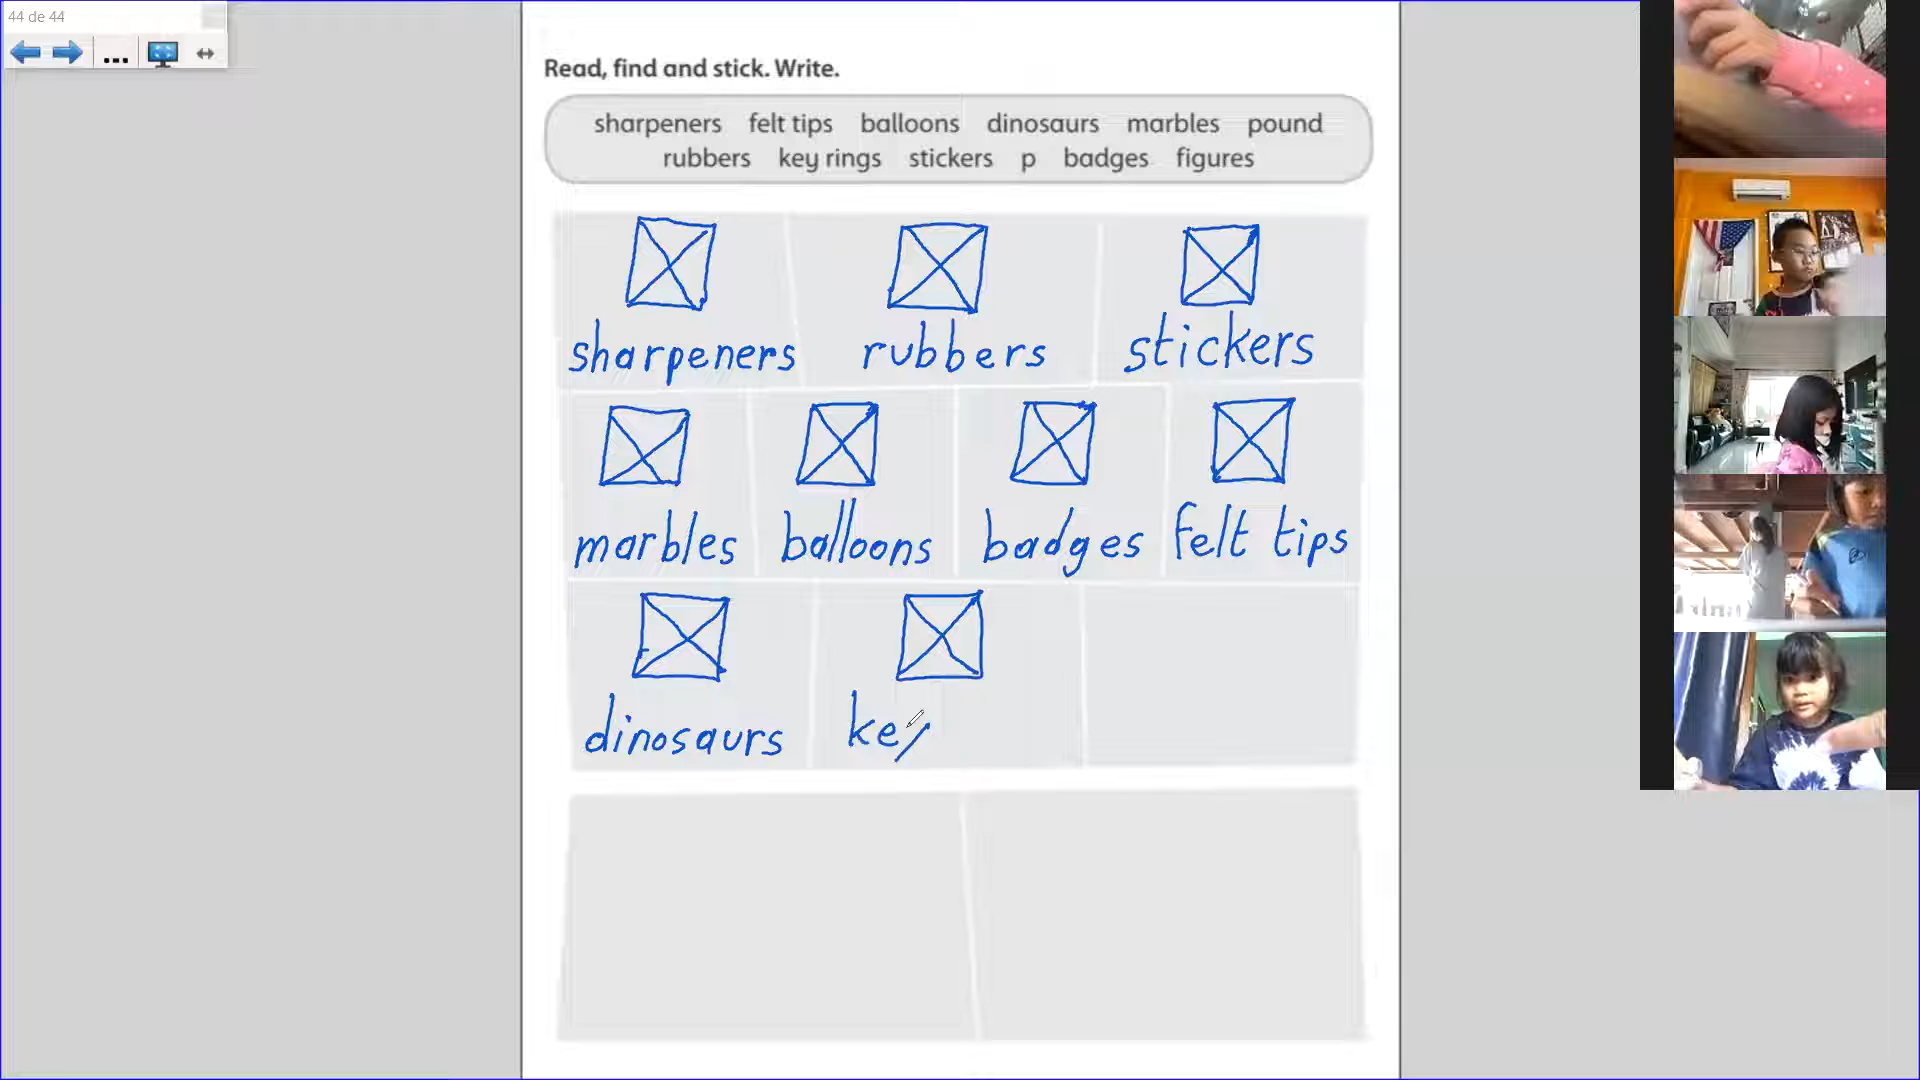 44 de 44
Read, find and stick. Write.
sharpeners felt tips balloons dinosaurs marbles pound
rubbers key rings stickers p badges figures
sharpeners rubbers stickers
marbles balloons badges felt tips
dinosaurs key